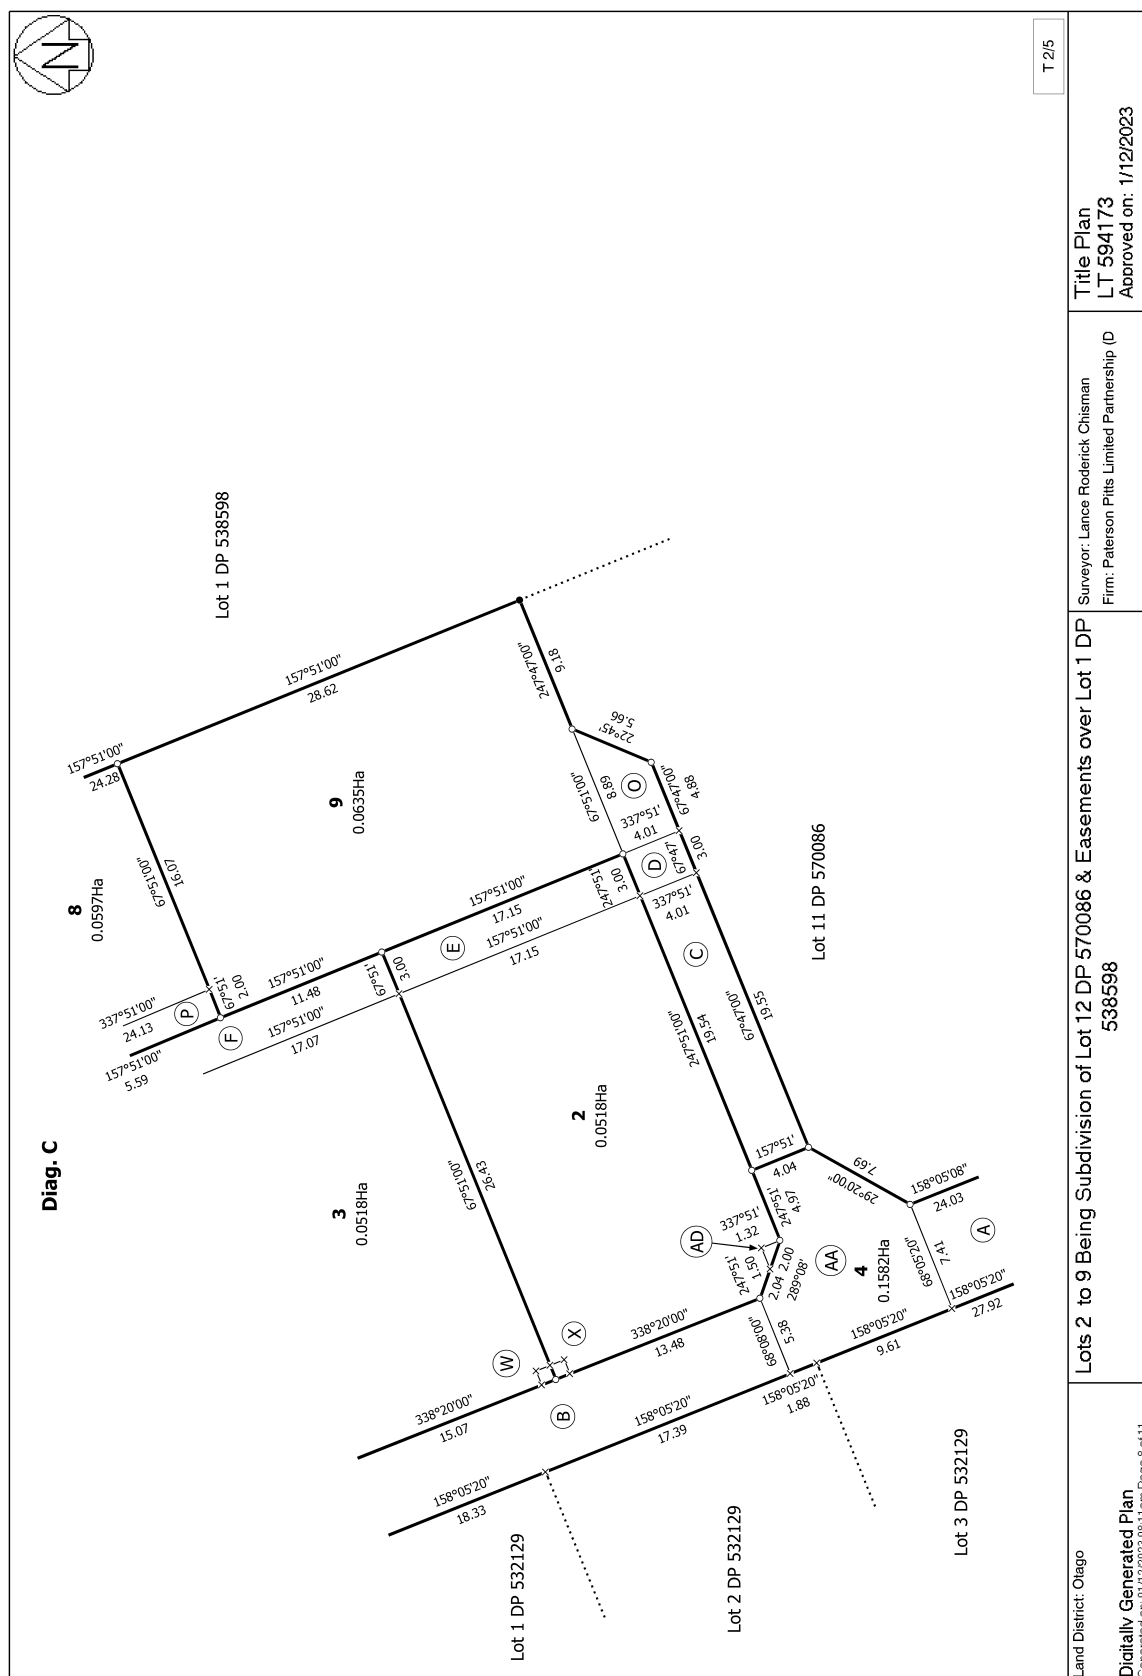 N
T 2/5
Diag. C
Lot 1 DP 538598
8
0.0597Ha
157°51'00"
24.28
67°51'00"
16.07
157°51'00"
28.62
9
0.0635Ha
337°51'00"
24.13
P
67°51'
2.00
157°51'00"
5.59
F
157°51'00"
11.48
157°51'00"
17.07
67°51'
3.00
E
157°51'00"
17.15
157°51'00"
17.15
247°51'
3.00
247°47'00"
9.18
22°45'
5.66
67°51'00"
8.89
O
337°51'
4.01
67°47'00"
4.88
D
67°47'
3.00
337°51'
4.01
C
247°51'00"
19.54
67°47'00"
19.55
Lot 11 DP 570086
3
0.0518Ha
67°51'00"
26.43
2
0.0518Ha
157°51'
4.04
247°51'
4.97
337°51'
1.32
AD
247°51'
1.50
2.00
2.04
289°08'
29°20'00"
7.69
158°05'08"
24.03
AA
4
0.1582Ha
68°05'20"
7.41
A
W
X
B
338°20'00"
15.07
338°20'00"
13.48
68°08'00"
5.38
158°05'20"
18.33
158°05'20"
17.39
158°05'20"
1.88
158°05'20"
9.61
158°05'20"
27.92
Lot 1 DP 532129
Lot 2 DP 532129
Lot 3 DP 532129
Land District: Otago
Digitally Generated Plan
Generated on: 01/12/2023 08:11am Page 8 of 11
Lots 2 to 9 Being Subdivision of Lot 12 DP 570086 & Easements over Lot 1 DP
538598
Surveyor: Lance Roderick Chisman
Firm: Paterson Pitts Limited Partnership (D
Title Plan
LT 594173
Approved on: 1/12/2023